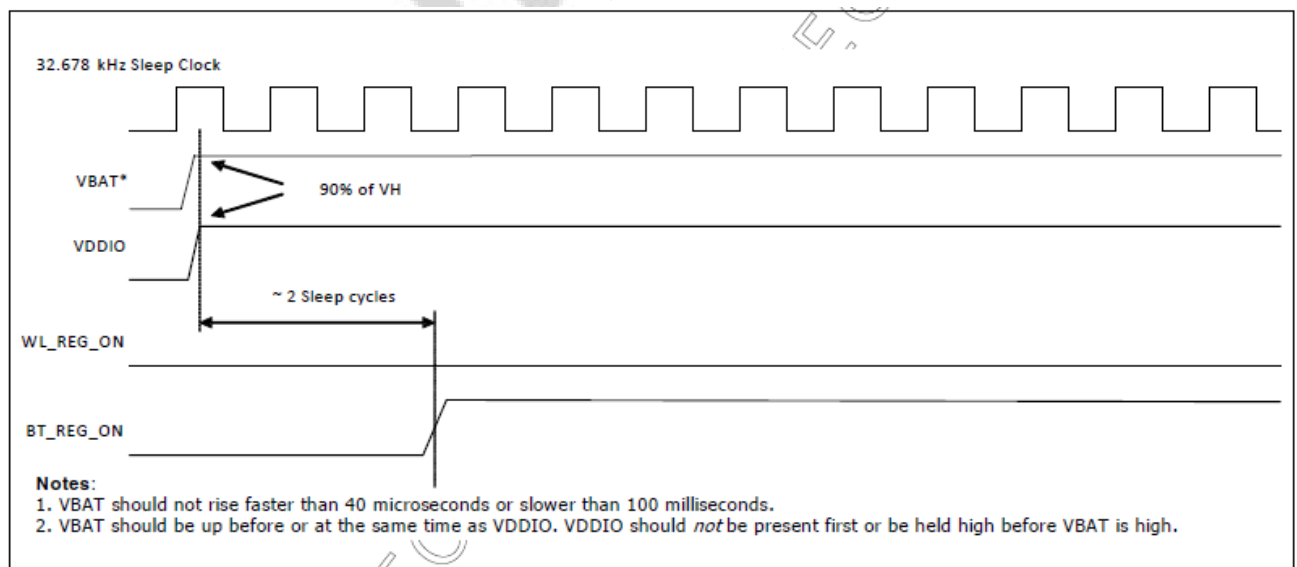 32.678 kHz Sleep Clock
VBAT*
90% of VH
VDDIO
~ 2 Sleep cycles
WL_REG_ON
BT_REG_ON
Notes:
1. VBAT should not rise faster than 40 microseconds or slower than 100 milliseconds.
2. VBAT should be up before or at the same time as VDDIO. VDDIO should not be present first or be held high before VBAT is high.